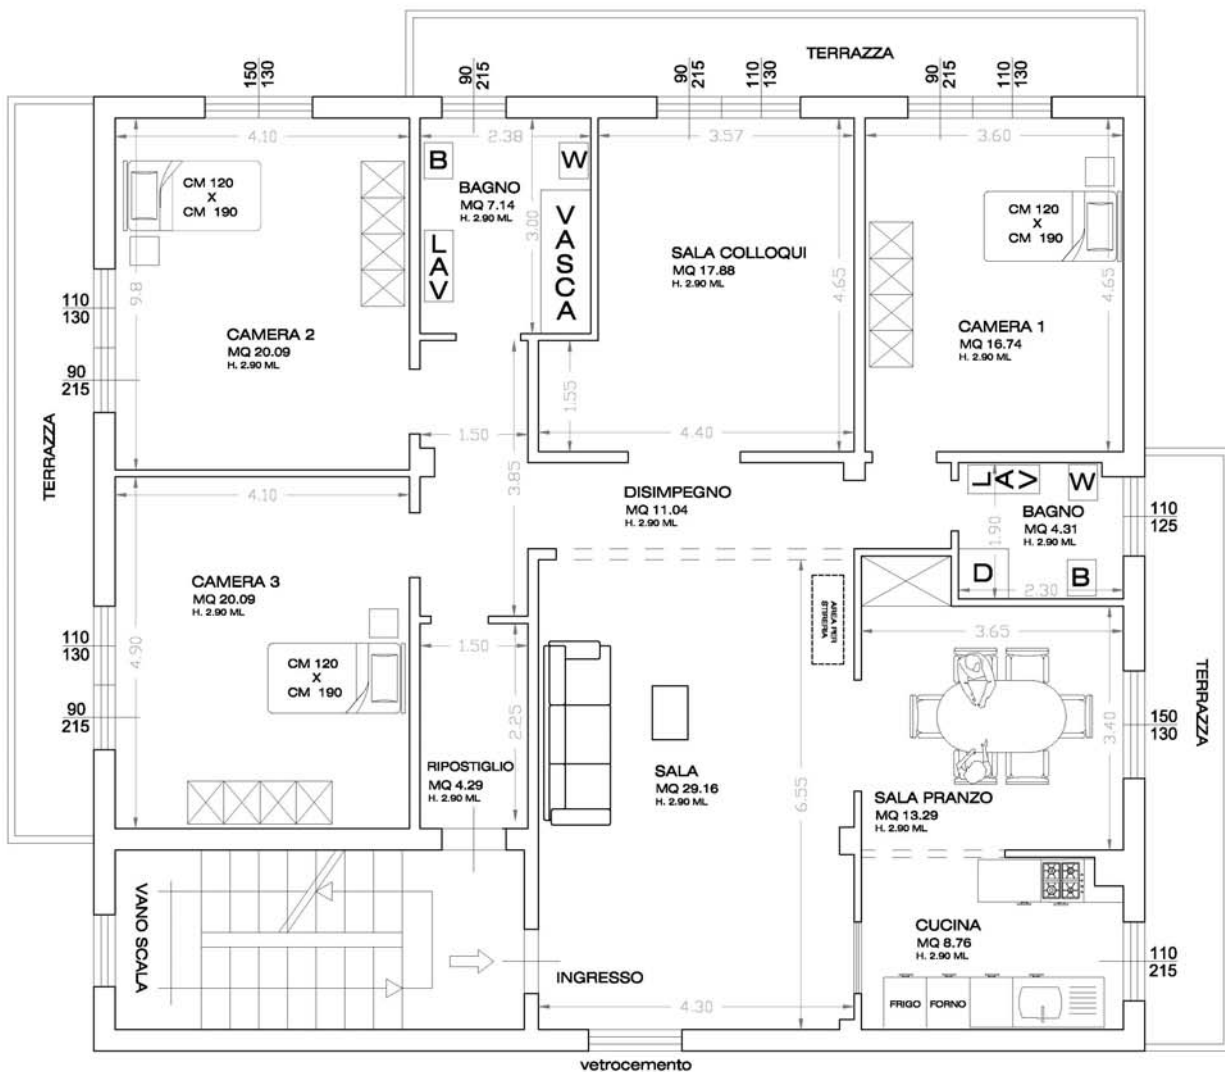 TERRAZZA
150
130
90
215
90
215
110
130
90
215
110
130
4.10
2.38
3.57
3.60
CM 120
X
CM 190
B
W
BAGNO
MQ 7.14
H. 2.90 ML
LAV
VASCA
3.00
SALA COLLOQUI
MQ 17.88
H. 2.90 ML
4.65
CM 120
X
CM 190
4.65
9.8
110
130
CAMERA 2
MQ 20.09
H. 2.90 ML
CAMERA 1
MQ 16.74
H. 2.90 ML
90
215
1.55
TERRAZZA
1.50
4.40
3.85
4.10
DISIMPEGNO
MQ 11.04
H. 2.90 ML
LAV
W
BAGNO
MQ 4.31
H. 2.90 ML
1.90
110
125
D
B
2.30
CAMERA 3
MQ 20.09
H. 2.90 ML
AREA PER
STIRERIA
110
130
4.90
1.50
3.65
CM 120
X
CM 190
90
215
2.25
3.40
150
130
TERRAZZA
RIPOSTIGLIO
MQ 4.29
H. 2.90 ML
SALA
MQ 29.16
H. 2.90 ML
6.55
SALA PRANZO
MQ 13.29
H. 2.90 ML
VANO SCALA
CUCINA
MQ 8.76
H. 2.90 ML
110
215
INGRESSO
4.30
FRIGO
FORNO
vetrocemento